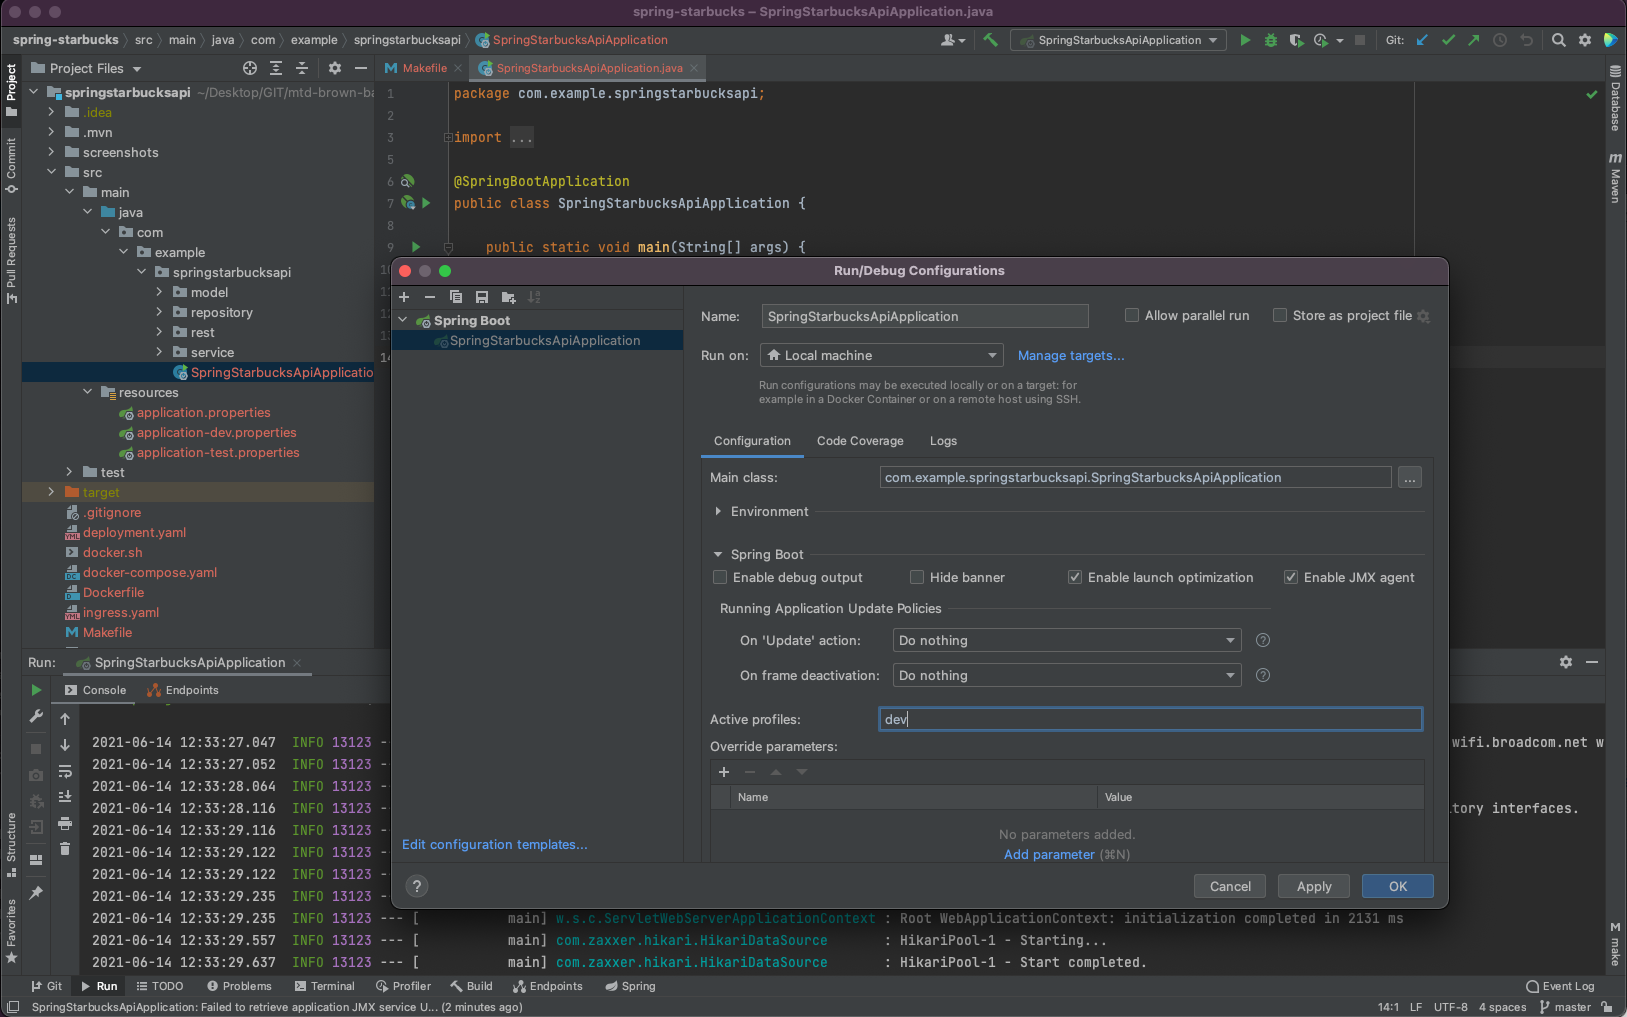 spring-starbucks – SpringStarbucksApiApplication.java
spring-starbucks › src › main › java › com › example › springstarbucksapi › SpringStarbucksApiApplication
SpringStarbucksApiApplication
Git:
Project
Commit
Pull Requests
Structure
Favorites
Project Files
springstarbucksapi ~/Desktop/GIT/mtd-brown-ba
.idea
.mvn
screenshots
src
main
java
com
example
springstarbucksapi
model
repository
rest
service
SpringStarbucksApiApplicatio
resources
application.properties
application-dev.properties
application-test.properties
test
target
.gitignore
deployment.yaml
docker.sh
docker-compose.yaml
Dockerfile
ingress.yaml
Makefile
Makefile
SpringStarbucksApiApplication.java
1 package com.example.springstarbucksapi;
2
3 import ...
5
6 @SpringBootApplication
7 public class SpringStarbucksApiApplication {
8
9 public static void main(String[] args) {
Database
Maven
make
Run/Debug Configurations
Spring Boot
SpringStarbucksApiApplication
Edit configuration templates...
Name: SpringStarbucksApiApplication
Allow parallel run
Store as project file
Run on: Local machine
Manage targets...
Run configurations may be executed locally or on a target: for
example in a Docker Container or on a remote host using SSH.
Configuration Code Coverage Logs
Main class: com.example.springstarbucksapi.SpringStarbucksApiApplication ...
Environment
Spring Boot
Enable debug output Hide banner Enable launch optimization Enable JMX agent
Running Application Update Policies
On 'Update' action: Do nothing ?
On frame deactivation: Do nothing ?
Active profiles: dev
Override parameters:
Name Value
No parameters added.
Add parameter (⌘N)
? Cancel Apply OK
Run: SpringStarbucksApiApplication
Console Endpoints
2021-06-14 12:33:27.047 INFO 13123 -- wifi.broadcom.net w
2021-06-14 12:33:27.052 INFO 13123 --
2021-06-14 12:33:28.064 INFO 13123 --
2021-06-14 12:33:28.116 INFO 13123 -- tory interfaces.
2021-06-14 12:33:29.116 INFO 13123 --
2021-06-14 12:33:29.122 INFO 13123 --
2021-06-14 12:33:29.122 INFO 13123 --
2021-06-14 12:33:29.235 INFO 13123 --
2021-06-14 12:33:29.235 INFO 13123 --- [ main] w.s.c.ServletWebServerApplicationContext : Root WebApplicationContext: initialization completed in 2131 ms
2021-06-14 12:33:29.557 INFO 13123 --- [ main] com.zaxxer.hikari.HikariDataSource : HikariPool-1 - Starting...
2021-06-14 12:33:29.637 INFO 13123 --- [ main] com.zaxxer.hikari.HikariDataSource : HikariPool-1 - Start completed.
Git Run TODO Problems Terminal Profiler Build Endpoints Spring Event Log
SpringStarbucksApiApplication: Failed to retrieve application JMX service U... (2 minutes ago) 14:1 LF UTF-8 4 spaces master